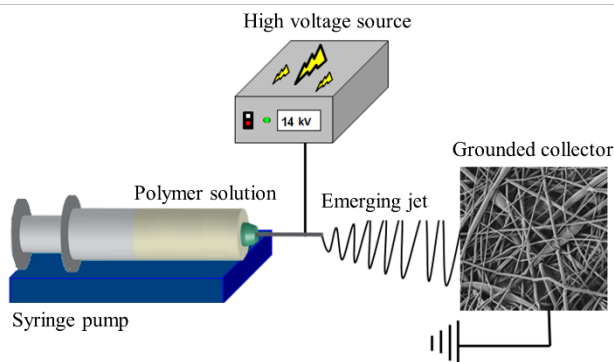 High voltage source
14 kV
Grounded collector
Polymer solution
Emerging jet
Syringe pump